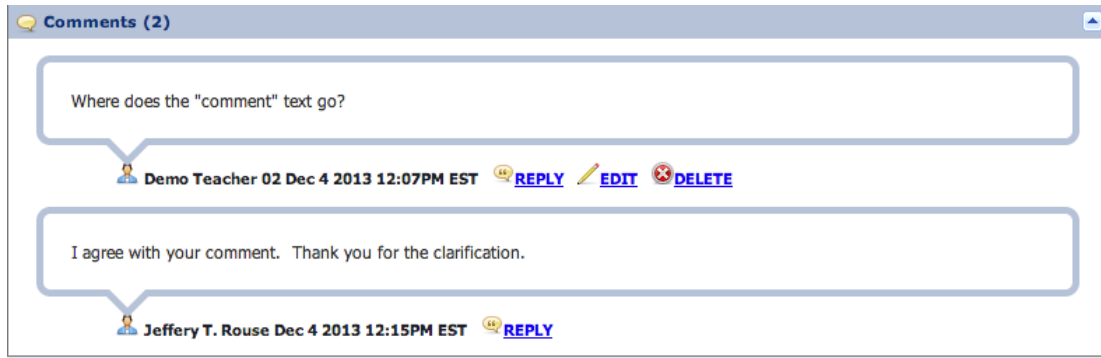 Comments (2)
Where does the "comment" text go?
Demo Teacher 02 Dec 4 2013 12:07PM EST REPLY EDIT DELETE
I agree with your comment.  Thank you for the clarification.
Jeffery T. Rouse Dec 4 2013 12:15PM EST REPLY